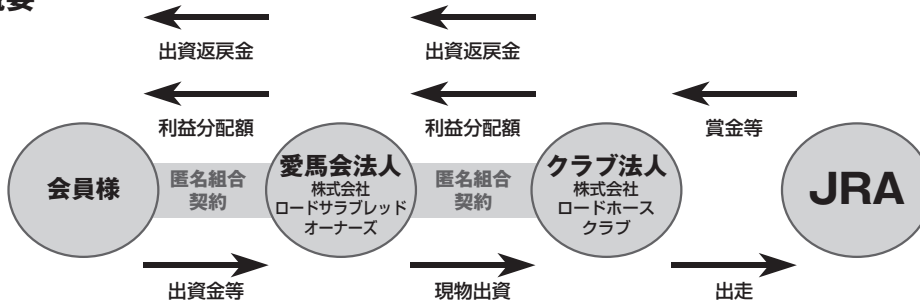 出資返戻金
出資返戻金
利益分配額
利益分配額
賞金等
会員様
匿名組合
契約
愛馬会法人
株式会社
ロードサラブレッド
オーナーズ
匿名組合
契約
クラブ法人
株式会社
ロードホース
クラブ
JRA
出資金等
現物出資
出走